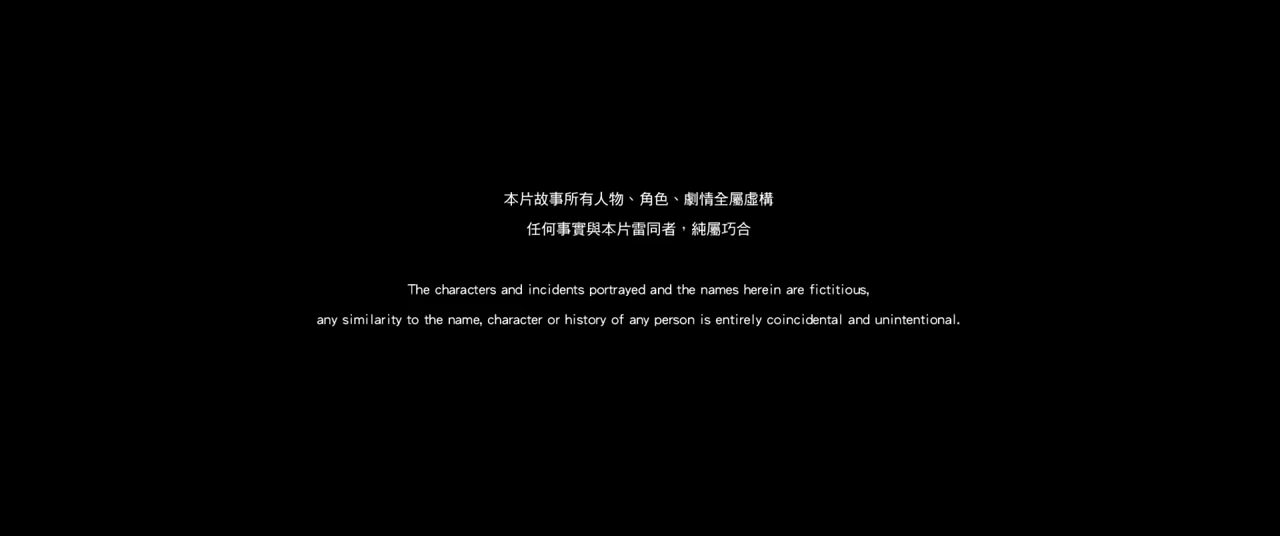 本片故事所有人物、角色、劇情全屬虛構
任何事實與本片雷同者，純屬巧合
The characters and incidents portrayed and the names herein are fictitious,
any similarity to the name, character or history of any person is entirely coincidental and unintentional.